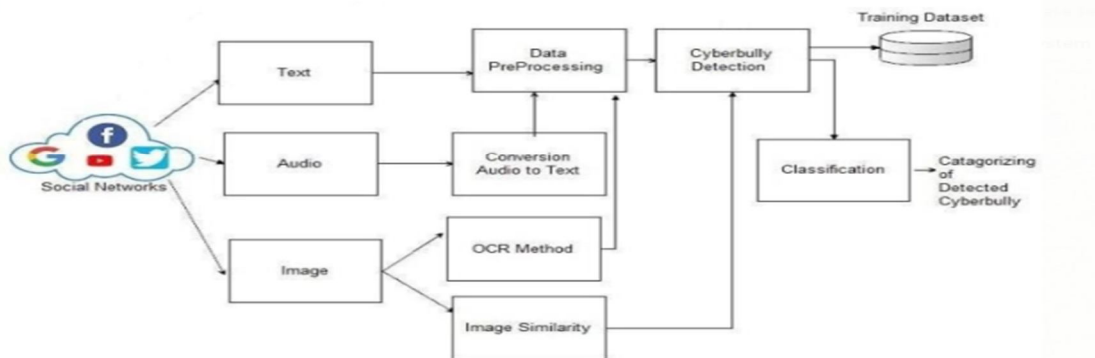 Training Dataset
Text
Data
PreProcessing
Cyberbully
Detection
Social Networks
Audio
Conversion
Audio to Text
Classification
Catagorizing
of
Detected
Cyberbully
Image
OCR Method
Image Similarity